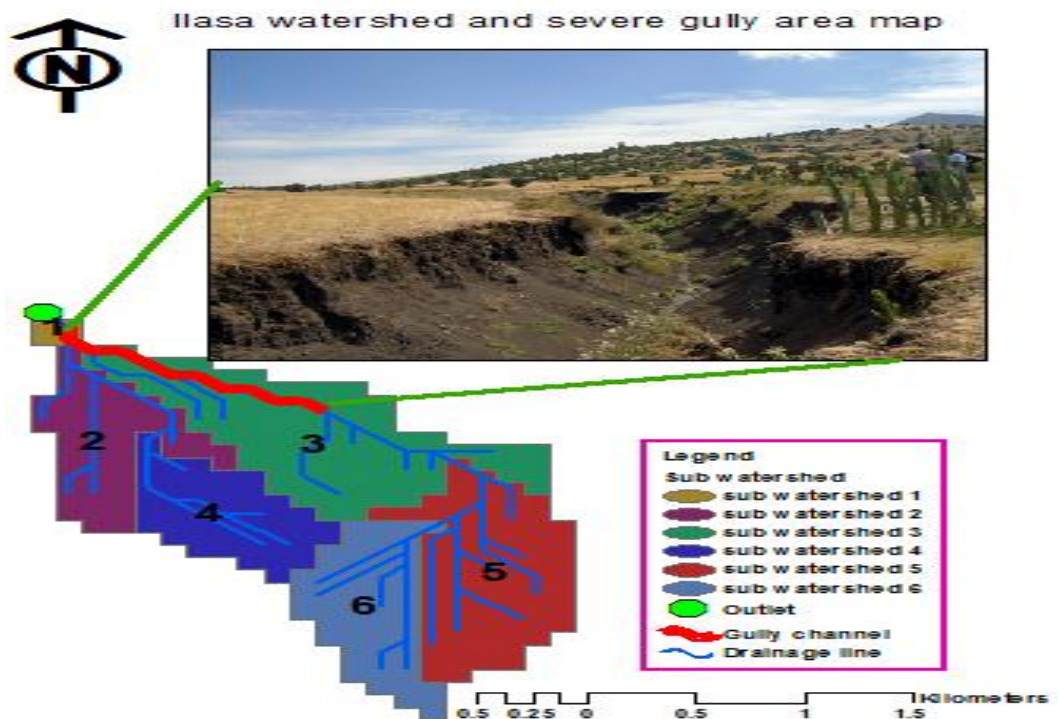 Ilasa watershed and severe gully area map
N
1
2
3
4
5
6
Legend
Sub watershed
sub watershed 1
sub watershed 2
sub watershed 3
sub watershed 4
sub watershed 5
sub watershed 6
Outlet
Gully channel
Drainage line
Kilometers
0.5 0.25 0 0.5 1 1.5